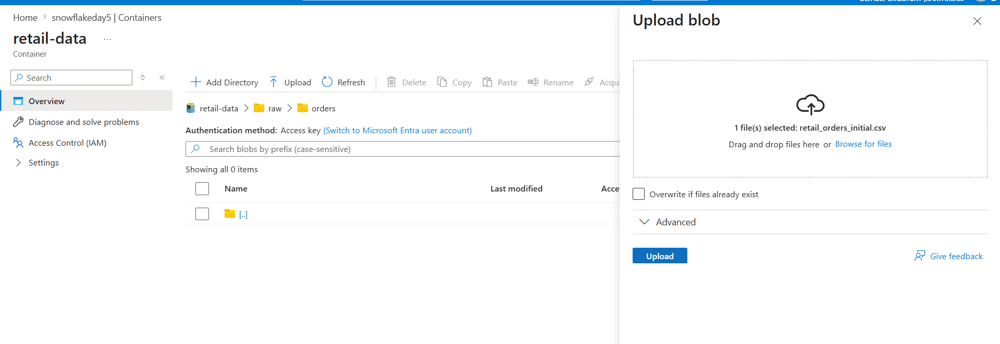 Home > snowflakeday5 | Containers
retail-data ...
Container
Search
Overview
Diagnose and solve problems
Access Control (IAM)
Settings
Add Directory Upload Refresh Delete Copy Paste Rename Acqui
retail-data > raw > orders
Authentication method: Access key (Switch to Microsoft Entra user account)
Search blobs by prefix (case-sensitive)
Showing all 0 items
Name Last modified Acce
[..]
Upload blob
1 file(s) selected: retail_orders_initial.csv
Drag and drop files here or Browse for files
Overwrite if files already exist
Advanced
Upload
Give feedback